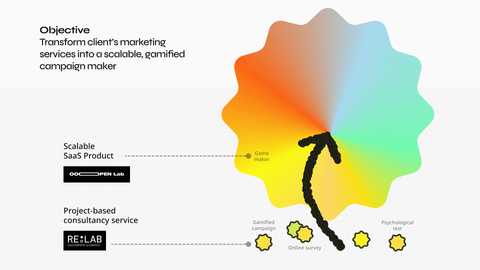 Objective
Transform client's marketing
services into a scalable, gamified
campaign maker
Scalable
SaaS Product
PEN Lab
Game
maker
Project-based
consultancy service
RE:LAB
Gamified
campaign
Online survey
Psychological
test